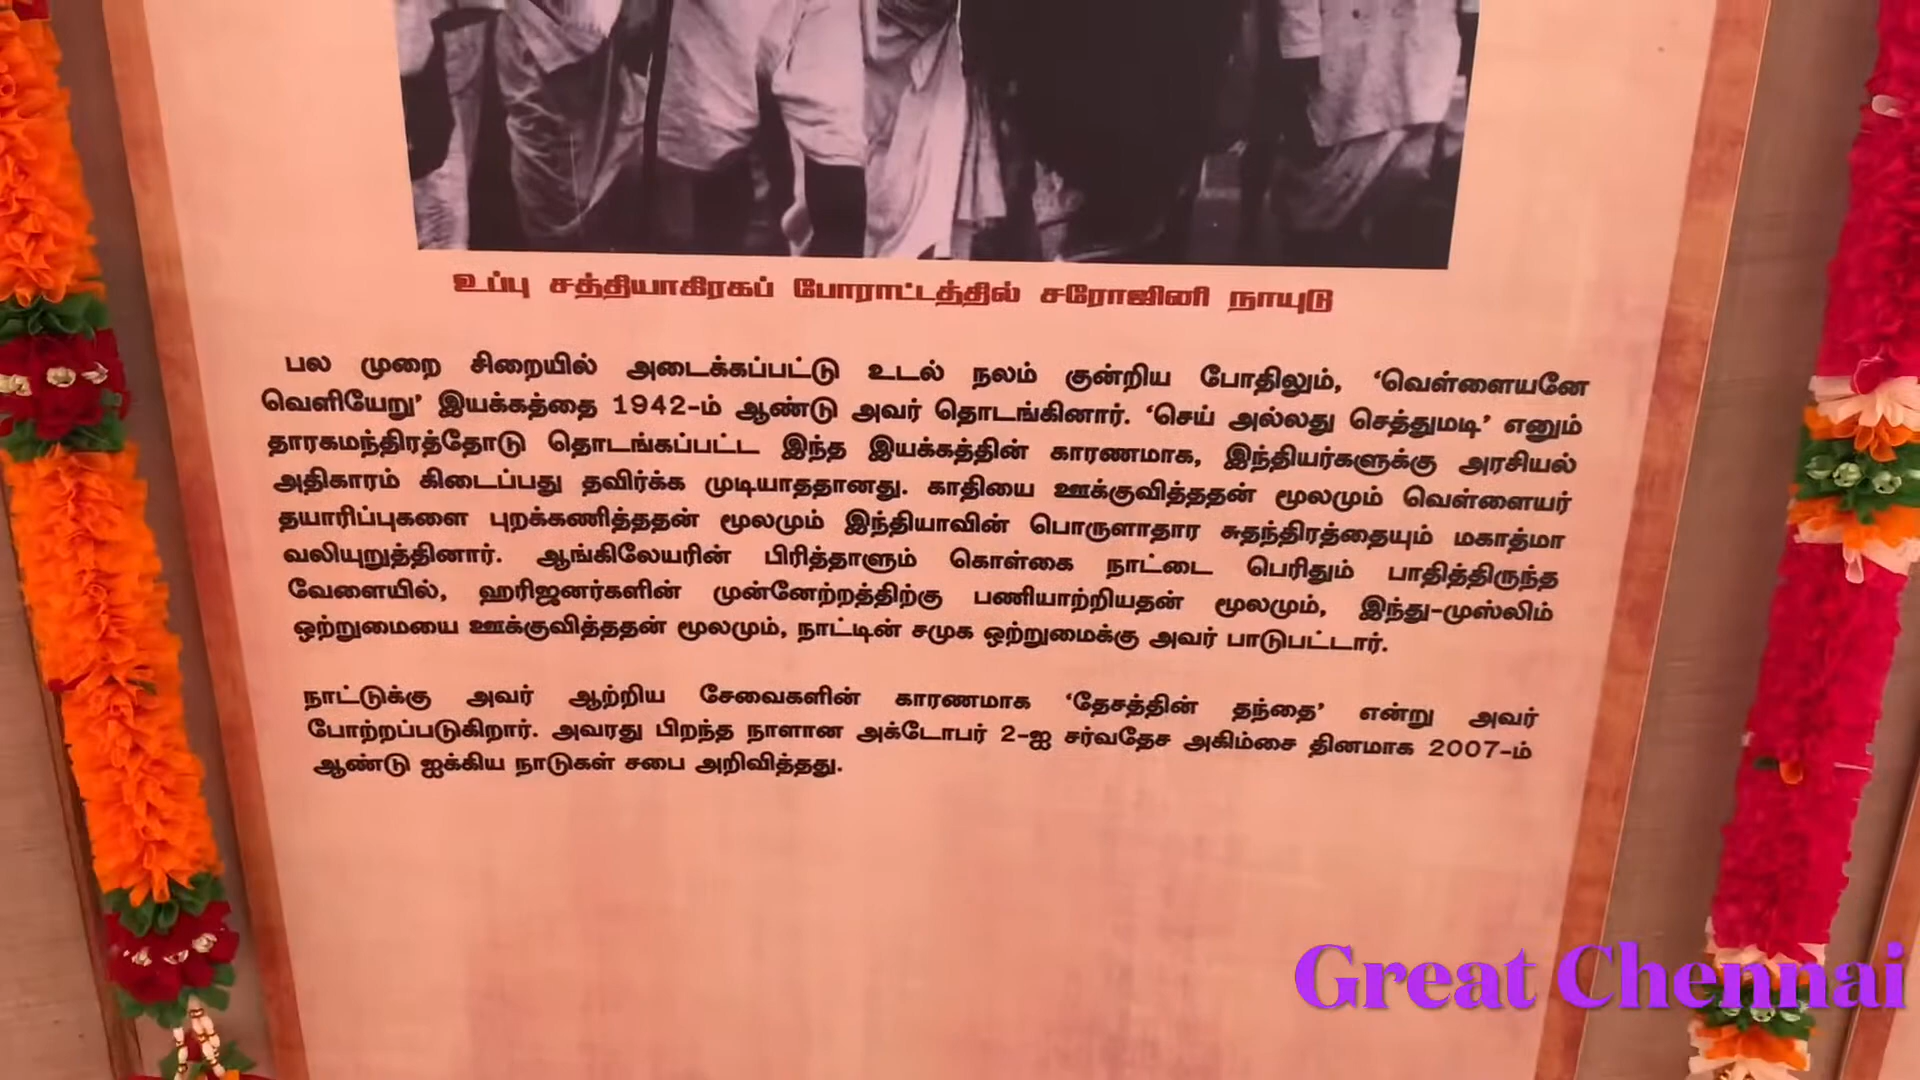 உப்பு சத்தியாகிரகப் போராட்டத்தில் சரோஜினி நாயுடு
பல முறை சிறையில் அடைக்கப்பட்டு உடல் நலம் குன்றிய போதிலும், ‘வெள்ளையனே
வெளியேறு’ இயக்கத்தை 1942-ம் ஆண்டு அவர் தொடங்கினார். ‘செய் அல்லது செத்துமடி’ எனும்
தாரகமந்திரத்தோடு தொடங்கப்பட்ட இந்த இயக்கத்தின் காரணமாக, இந்தியர்களுக்கு அரசியல்
அதிகாரம் கிடைப்பது தவிர்க்க முடியாததானது. காதியை ஊக்குவித்ததன் மூலமும் வெள்ளையர்
தயாரிப்புகளை புறக்கணித்ததன் மூலமும் இந்தியாவின் பொருளாதார சுதந்திரத்தையும் மகாத்மா
வலியுறுத்தினார். ஆங்கிலேயரின் பிரித்தாளும் கொள்கை நாட்டை பெரிதும் பாதித்திருந்த
வேளையில், ஹரிஜனர்களின் முன்னேற்றத்திற்கு பணியாற்றியதன் மூலமும், இந்து-முஸ்லிம்
ஒற்றுமையை ஊக்குவித்ததன் மூலமும், நாட்டின் சமுக ஒற்றுமைக்கு அவர் பாடுபட்டார்.
நாட்டுக்கு அவர் ஆற்றிய சேவைகளின் காரணமாக ‘தேசத்தின் தந்தை’ என்று அவர்
போற்றப்படுகிறார். அவரது பிறந்த நாளான அக்டோபர் 2-ஐ சர்வதேச அகிம்சை தினமாக 2007-ம்
ஆண்டு ஐக்கிய நாடுகள் சபை அறிவித்தது.
Great Chennai